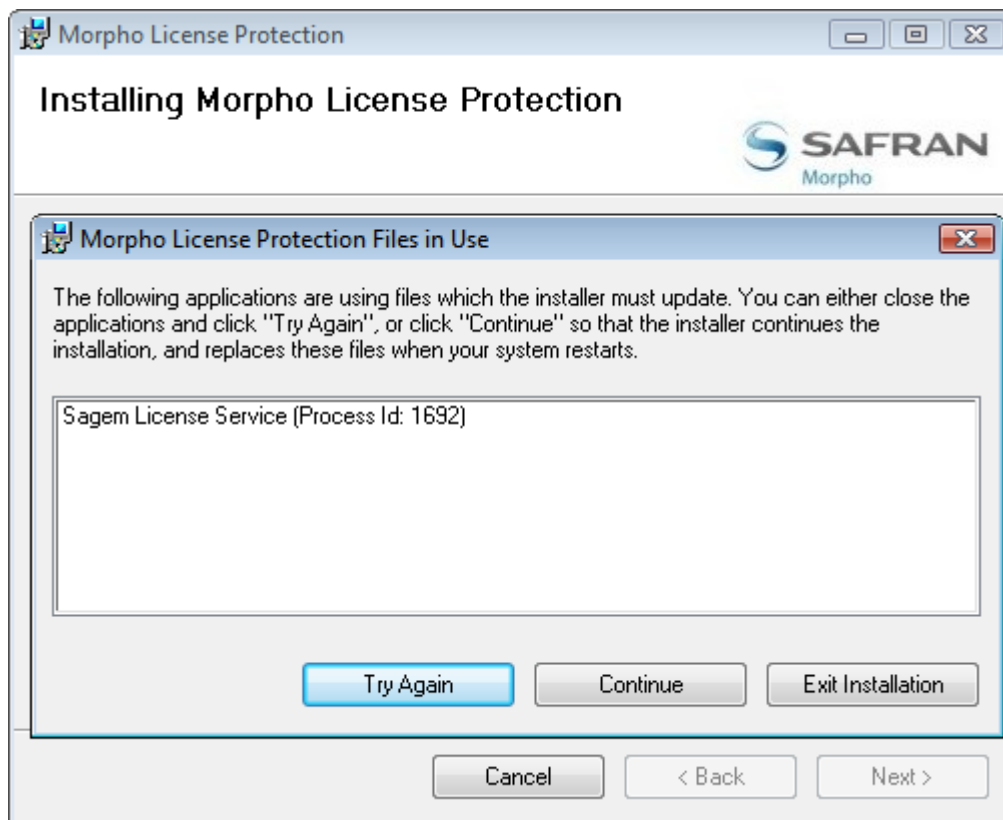 Morpho License Protection
Installing Morpho License Protection
SAFRAN
Morpho
Morpho License Protection Files in Use
The following applications are using files which the installer must update. You can either close the
applications and click "Try Again", or click "Continue" so that the installer continues the
installation, and replaces these files when your system restarts.
Sagem License Service (Process Id: 1692)
Try Again
Continue
Exit Installation
Cancel
< Back
Next >